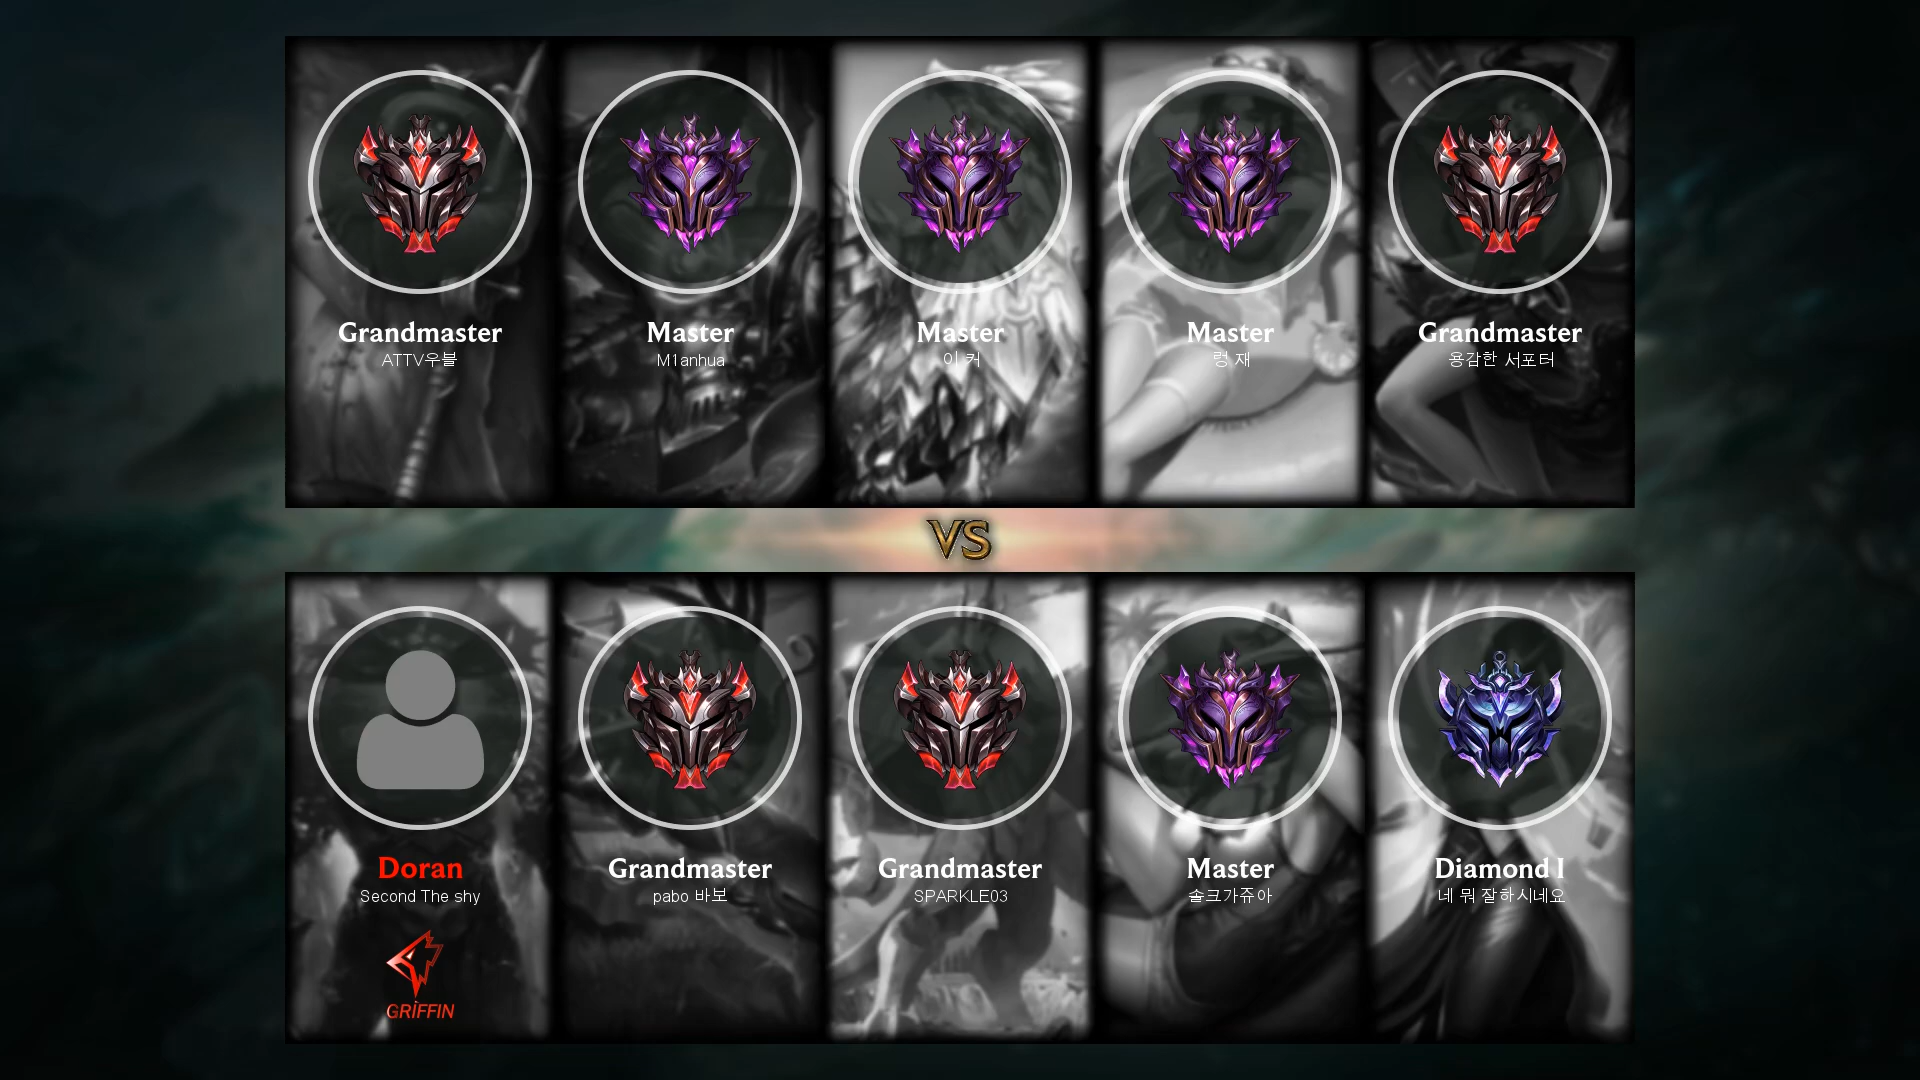 Grandmaster
ATTV우블
Master
M1anhua
Master
이 커
Master
렁 재
Grandmaster
용감한 서포터
VS
Doran
Second The shy
GRIFFIN
Grandmaster
pabo 바보
Grandmaster
SPARKLE03
Master
솔크가쥬아
Diamond I
네 뭐 잘하시네요